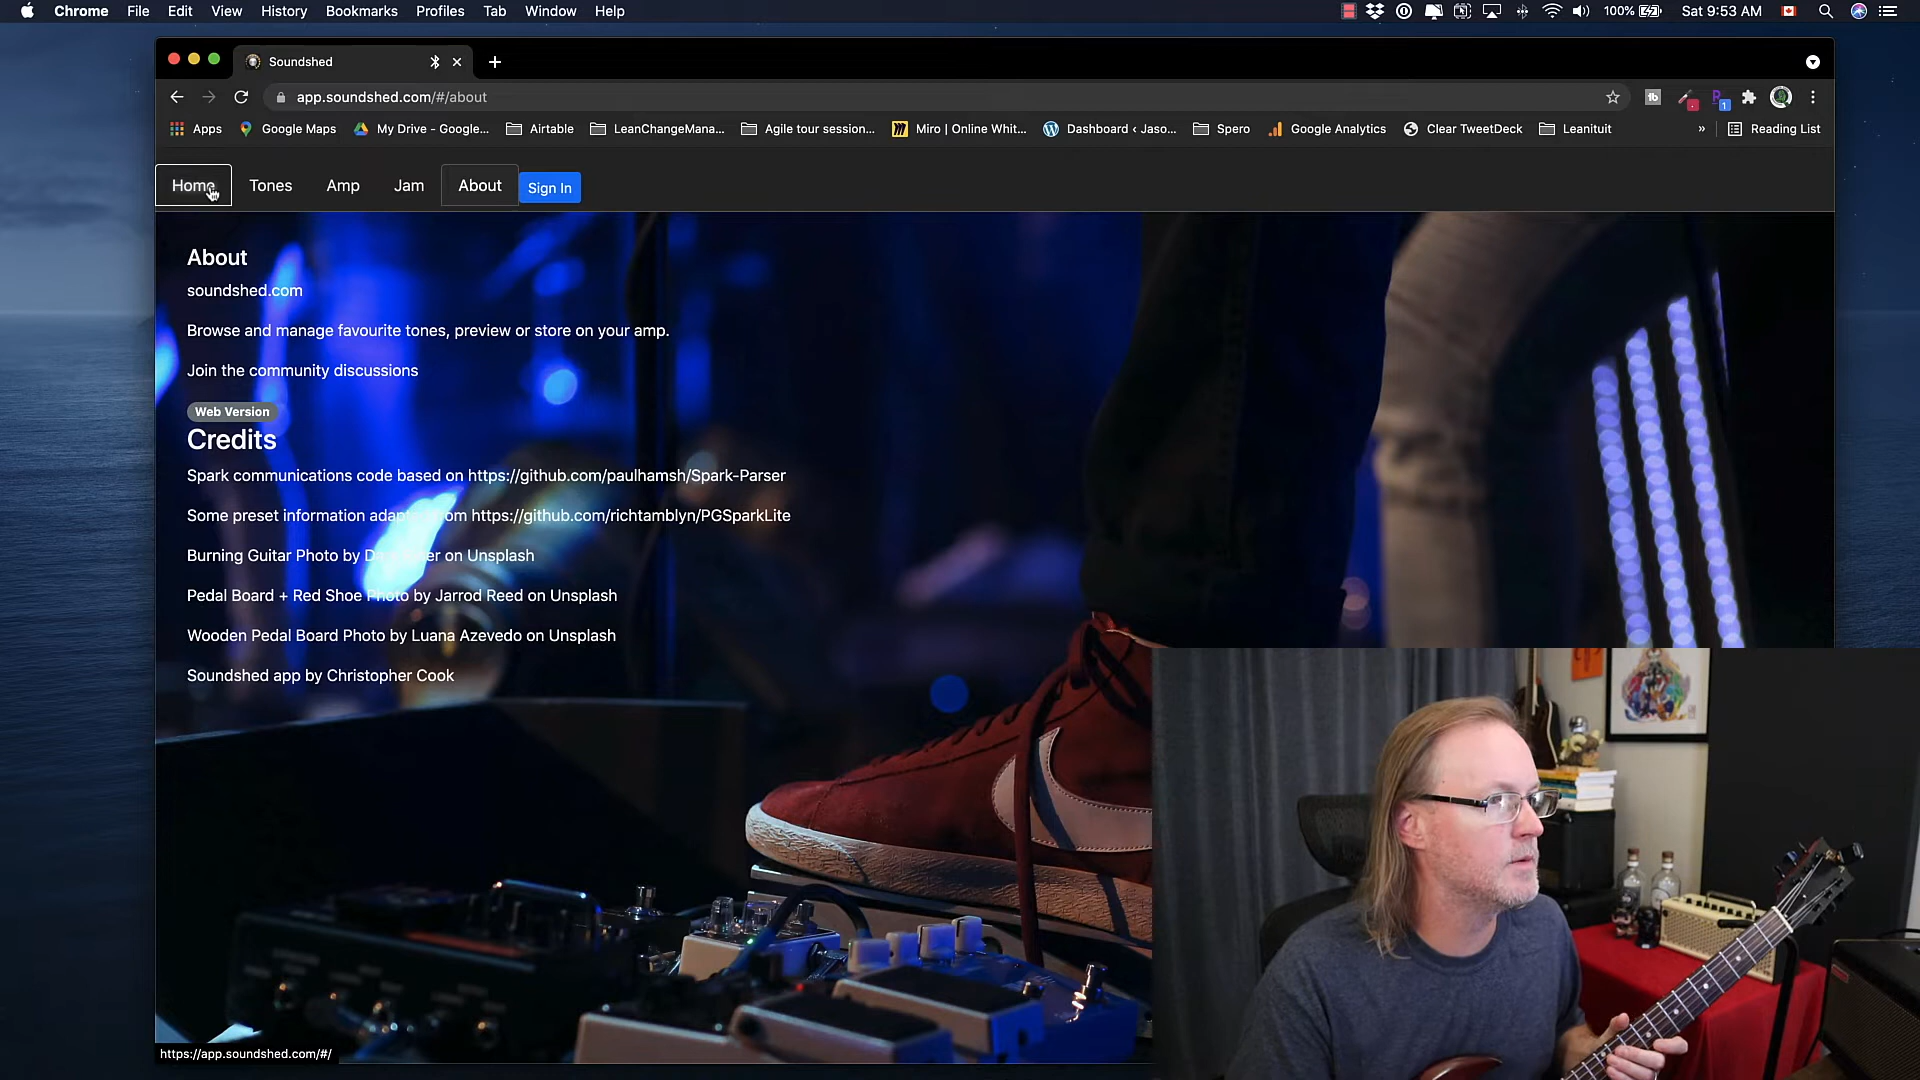 Chrome File Edit View History Bookmarks Profiles Tab Window Help 100% Sat 9:53 AM
Soundshed
app.soundshed.com/#/about
Apps Google Maps My Drive - Google... Airtable LeanChangeMana... Agile tour session... Miro | Online Whit... Dashboard ‹ Jaso... Spero Google Analytics Clear TweetDeck Leanituit » Reading List
Home Tones Amp Jam About Sign In
About
soundshed.com
Browse and manage favourite tones, preview or store on your amp.
Join the community discussions
Web Version
Credits
Spark communications code based on https://github.com/paulhamsh/Spark-Parser
Some preset information from https://github.com/richtamblyn/PGSparkLite
Burning Guitar Photo by on Unsplash
Pedal Board + Red Shoe Photo by Jarrod Reed on Unsplash
Wooden Pedal Board Photo by Luana Azevedo on Unsplash
Soundshed app by Christopher Cook
https://app.soundshed.com/#/